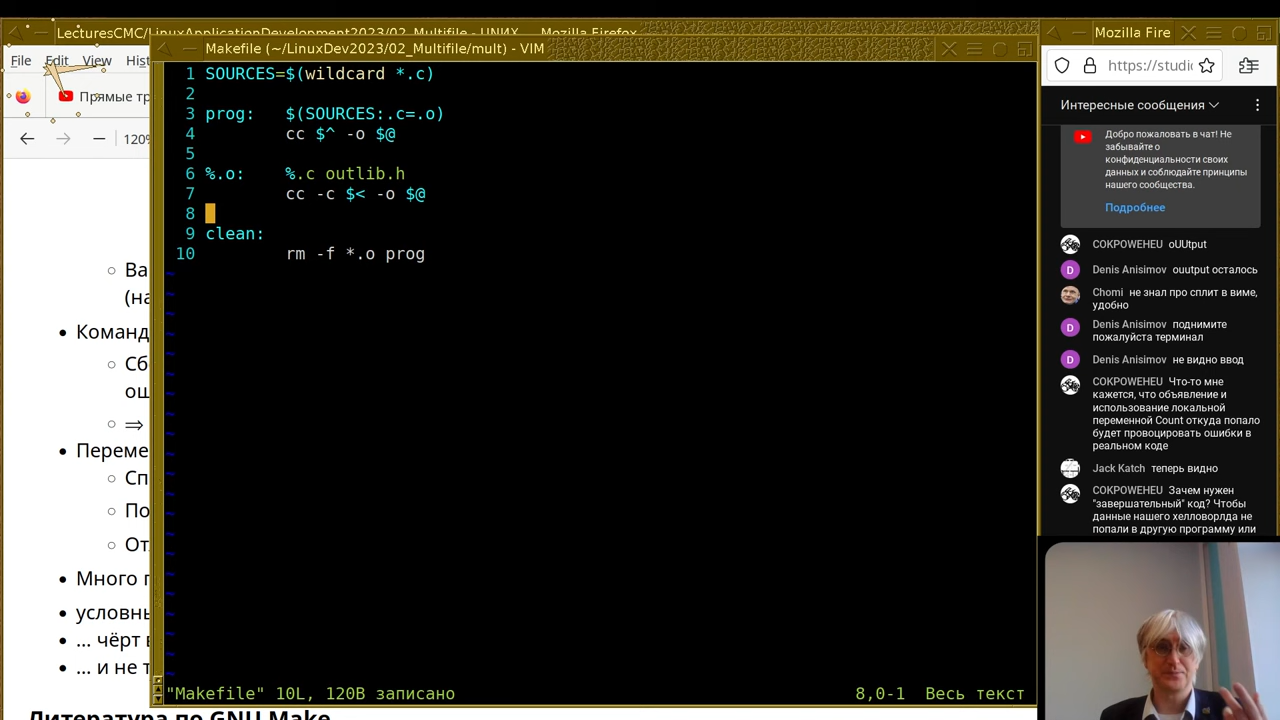 LecturesCMC/LinuxApplicationDevelopment2023/02_Multifile - UNИX — Mozilla Firefox
Makefile (~/LinuxDev2023/02_Multifile/mult) - VIM
Mozilla Fire
File Edit View Hist
Прямые тр
120%
https://studi
1 SOURCES=$(wildcard *.c)
2
3 prog: $(SOURCES:.c=.o)
4 cc $^ -o $@
5
6 %.o: %.c outlib.h
7 cc -c $< -o $@
8
9 clean:
10 rm -f *.o prog
~
"Makefile" 10L, 120B записано 8,0-1 Весь текст
Ва
(на
Команд
Сб
ош
⇒
Переме
Сп
По
От
Много п
условны
... чёрт
... и не т
Литература по GNU Make
Интересные сообщения
Добро пожаловать в чат! Не
забывайте о
конфиденциальности своих
данных и соблюдайте принципы
нашего сообщества.
Подробнее
COKPOWEHEU oUUtput
D Denis Anisimov ouutput осталось
Chomi не знал про сплит в виме,
удобно
D Denis Anisimov поднимите
пожалуйста терминал
D Denis Anisimov не видно ввод
COKPOWEHEU Что-то мне
кажется, что объявление и
использование локальной
переменной Count откуда попало
будет провоцировать ошибки в
реальном коде
Jack Katch теперь видно
COKPOWEHEU Зачем нужен
"завершательный" код? Чтобы
данные нашего хелловорлда не
попали в другую программу или